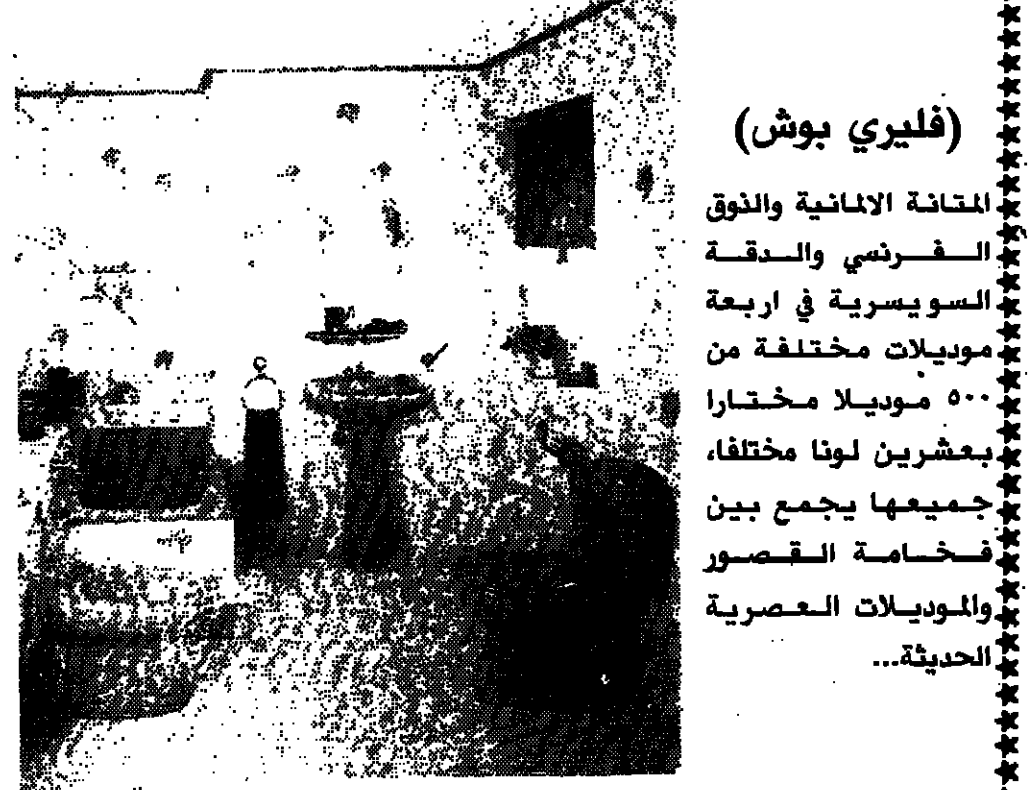 (فليري بوش)
المتانة الالمانية والذوق
الفرنسي والدقة
السويسرية في اربعة
موديلات مختلفة من
٥٠٠ موديلا مختارا
بعشرين لونا مختلفا،
جميعها يجمع بين
فخامة القصور
والموديلات العصرية
الحديثة...